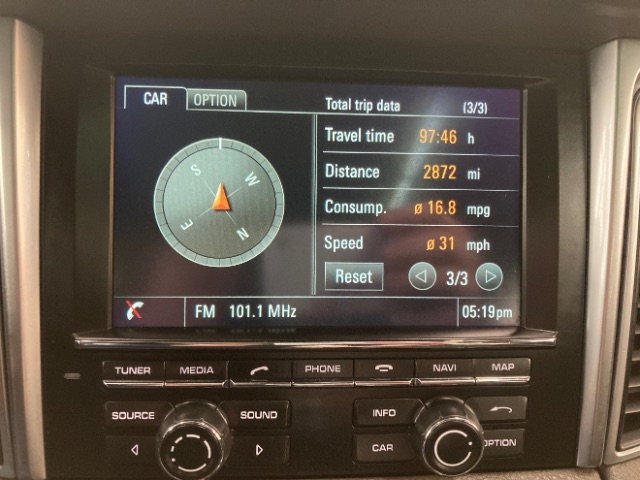 CAR OPTION Total trip data (3/3)
Travel time 97:46 h
Distance 2872 mi
Consump. ø 16.8 mpg
Speed ø 31 mph
Reset 3/3
S W
E N
FM 101.1 MHz 05:19pm
TUNER MEDIA PHONE NAVI MAP
SOURCE SOUND INFO
CAR OPTION